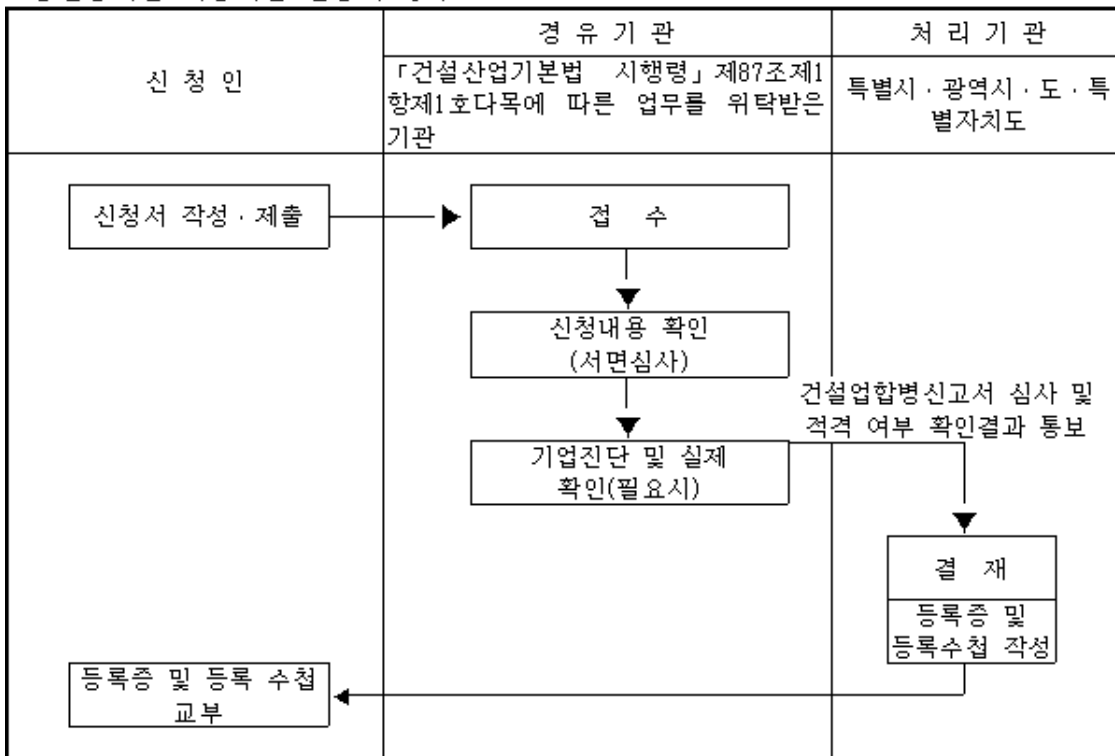 신 청 인
경 유 기 관
처 리 기 관
「건설산업기본법 시행령」제87조제1
항제1호다목에 따른 업무를 위탁받은
기관
특별시·광역시·도·특
별자치도
신청서 작성·제출
접 수
신청내용 확인
(서면심사)
건설업합병신고서 심사 및
적격 여부 확인결과 통보
기업진단 및 실제
확인(필요시)
결 재
등록증 및
등록수첩 작성
등록증 및 등록 수첩
교부